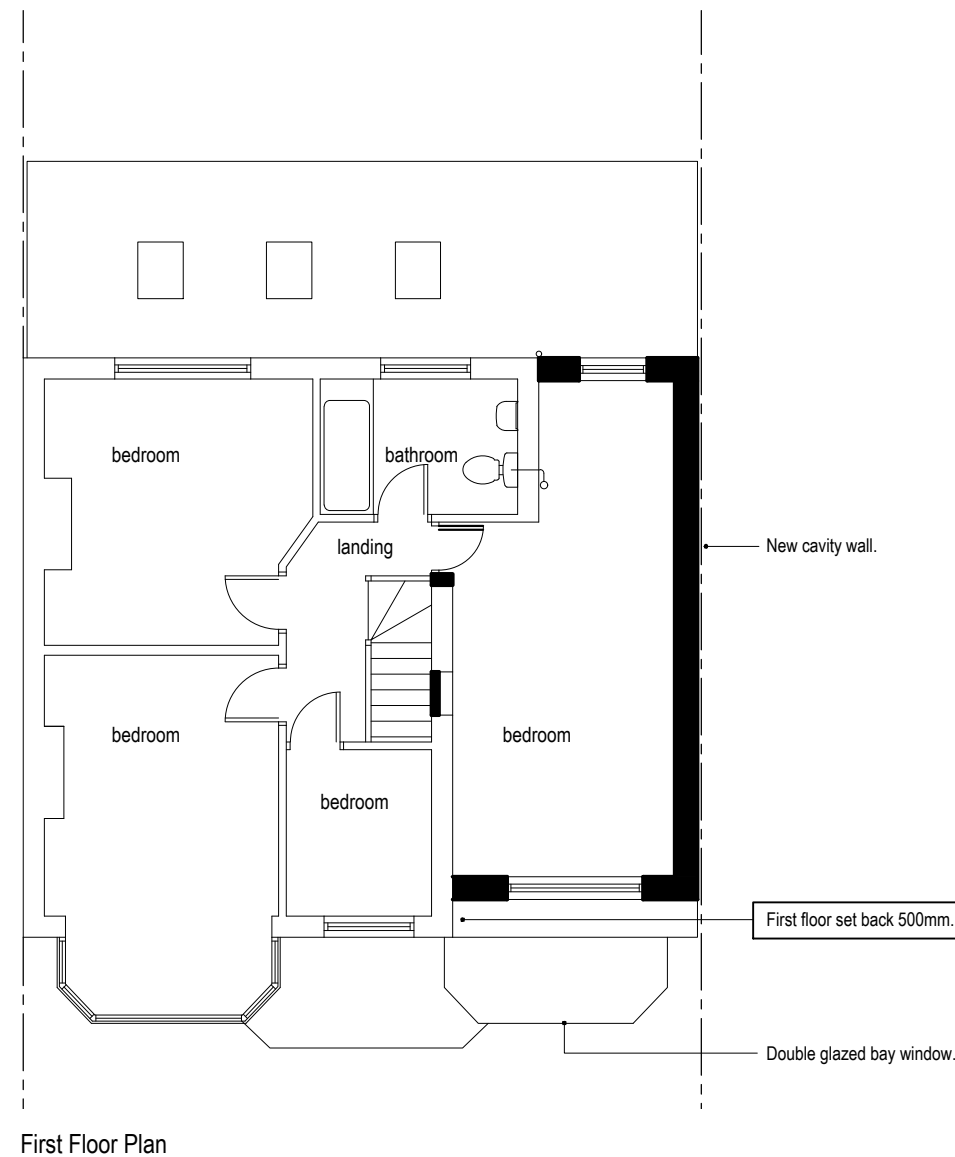 bedroom
bathroom
landing
New cavity wall.
bedroom
bedroom
bedroom
First floor set back 500mm.
Double glazed bay window.
First Floor Plan